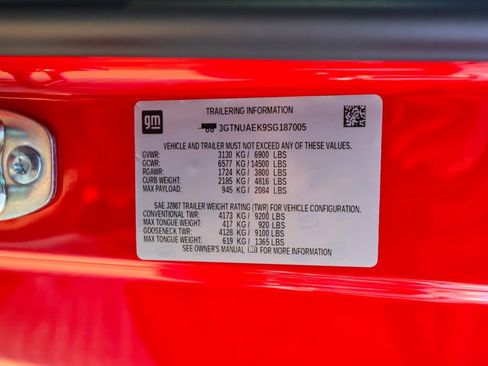 gm
TRAILERING INFORMATION
3GTNUAEK9SG187005
VEHICLE AND TRAILER MUST NOT EXCEED ANY OF THESE VALUES.
GVWR: 3130 KG/ 6900 LBS
GCWR: 6577 KG/14500 LBS
RGAWR: 1724 KG/ 3800 LBS
CURB WEIGHT: 2185 KG/ 4816 LBS
MAX PAYLOAD: 945 KG/ 2084 LBS
SAE J2807 TRAILER WEIGHT RATING (TWR) FOR VEHICLE CONFIGURATION.
CONVENTIONAL TWR: 4173 KG/ 9200 LBS
MAX TONGUE WEIGHT: 417 KG/ 920 LBS
GOOSENECK TWR: 4128 KG/ 9100 LBS
MAX TONGUE WEIGHT: 619 KG/ 1365 LBS
SEE OWNER'S MANUAL FOR MORE INFORMATION